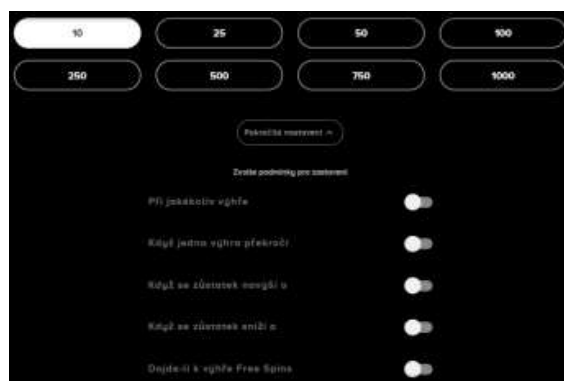 10 25 50 100
250 500 750 1000
Pokročilá nastavení
Zvolte podmínky pro zastavení
Při jakékoliv výhře
Když jedna výhra překročí
Když se zůstatek navýší o
Když se zůstatek sníží o
Dojde-li k výhře Free Spins